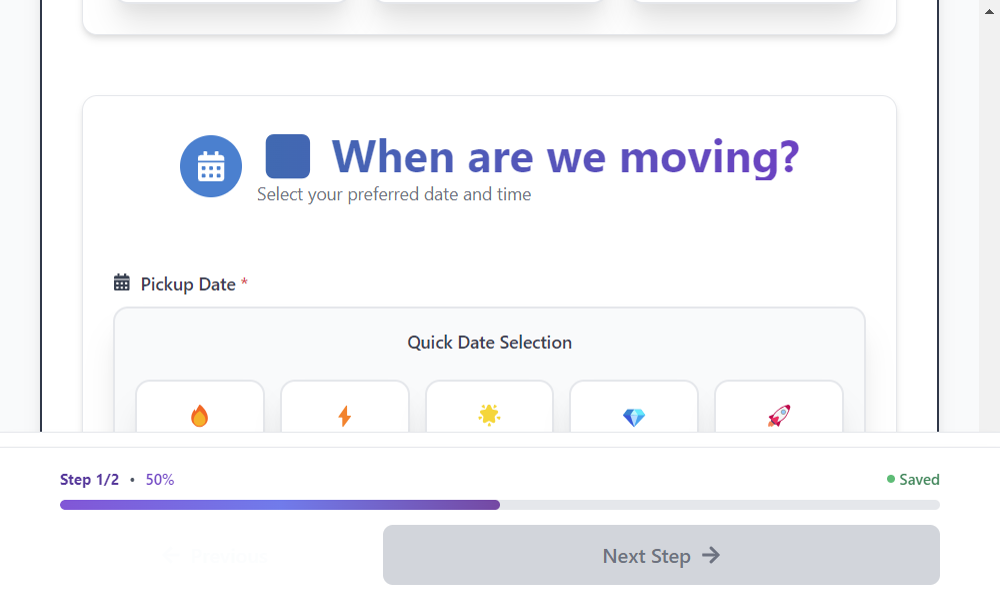 When are we moving?
Select your preferred date and time
Pickup Date *
Quick Date Selection
Step 1/2 • 50%
Saved
Next Step →